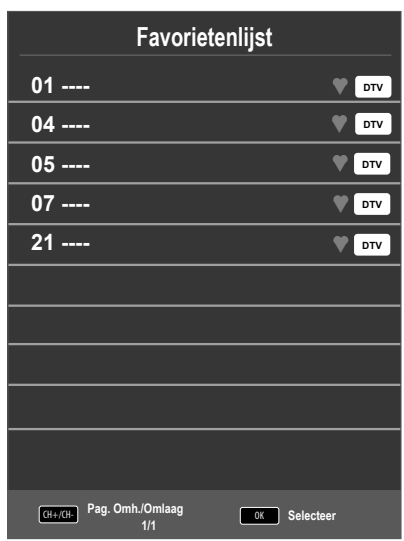 Favorietenlijst
01 ---- DTV
04 ---- DTV
05 ---- DTV
07 ---- DTV
21 ---- DTV
CH+/CH- Pag. Omh./Omlaag OK Selecteer
1/1